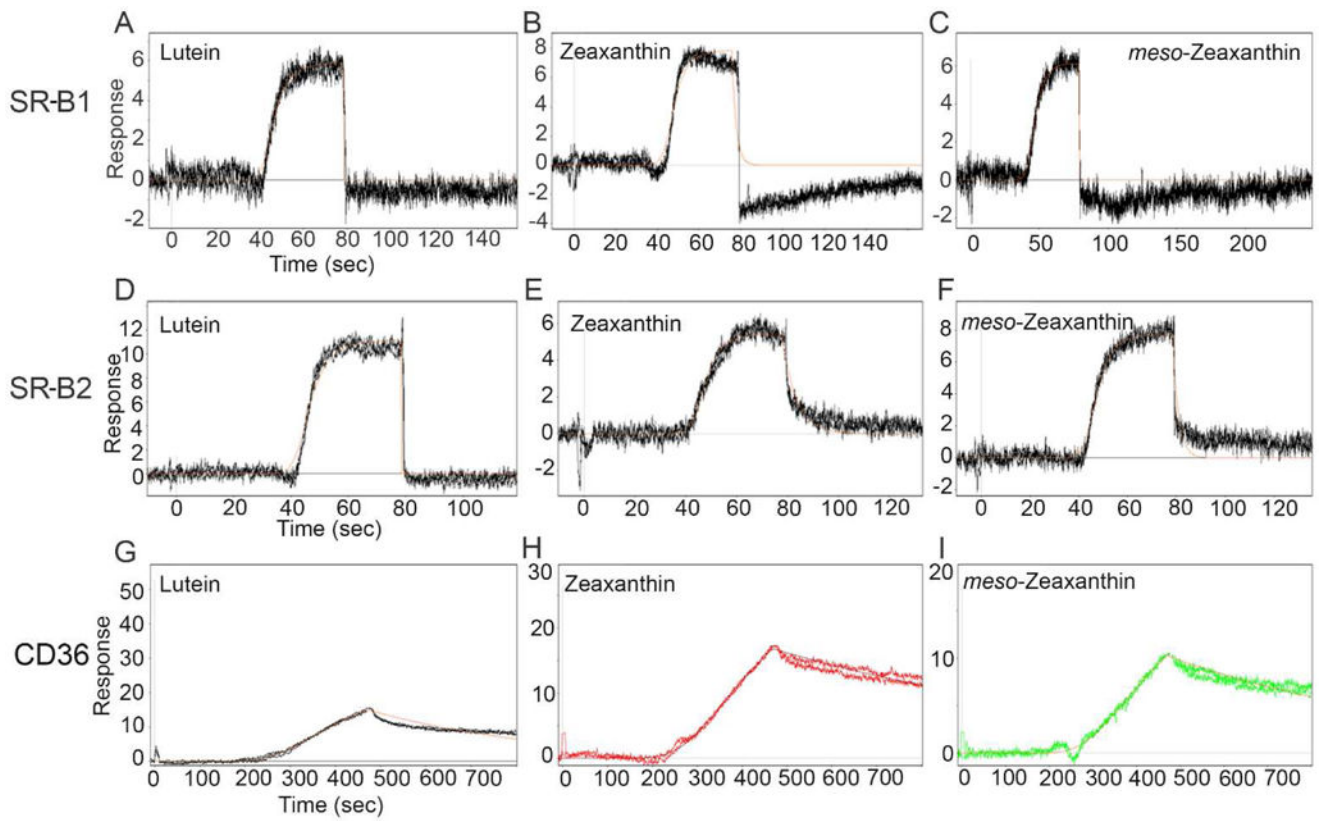 A
Lutein
B
Zeaxanthin
C
meso-Zeaxanthin
SR-B1
Response
6
4
2
0
-2
8
6
4
2
0
-2
-4
6
4
2
0
-2
0 20 40 60 80 100 120 140
0 20 40 60 80 100 120 140
0 50 100 150 200
Time (sec)
D
Lutein
E
Zeaxanthin
F
meso-Zeaxanthin
SR-B2
Response
12
10
8
6
4
2
0
6
4
2
0
-2
8
6
4
2
0
-2
0 20 40 60 80 100
0 20 40 60 80 100 120
0 20 40 60 80 100 120
Time (sec)
G
Lutein
H
Zeaxanthin
I
meso-Zeaxanthin
CD36
Response
50
40
30
20
10
0
30
20
10
0
20
10
0
0 100 200 300 400 500 600 700
0 100 200 300 400 500 600 700
0 100 200 300 400 500 600 700
Time (sec)